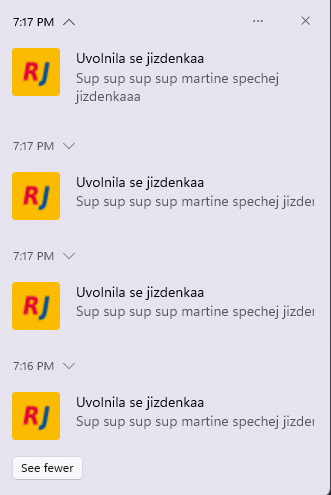 7:17 PM
RJ
Uvolnila se jizdenkaa
Sup sup sup sup martine spechej
jizdenkaaa
7:17 PM
RJ
Uvolnila se jizdenkaa
Sup sup sup sup martine spechej jizder
7:17 PM
RJ
Uvolnila se jizdenkaa
Sup sup sup sup martine spechej jizder
7:16 PM
RJ
Uvolnila se jizdenkaa
Sup sup sup sup martine spechej jizder
See fewer